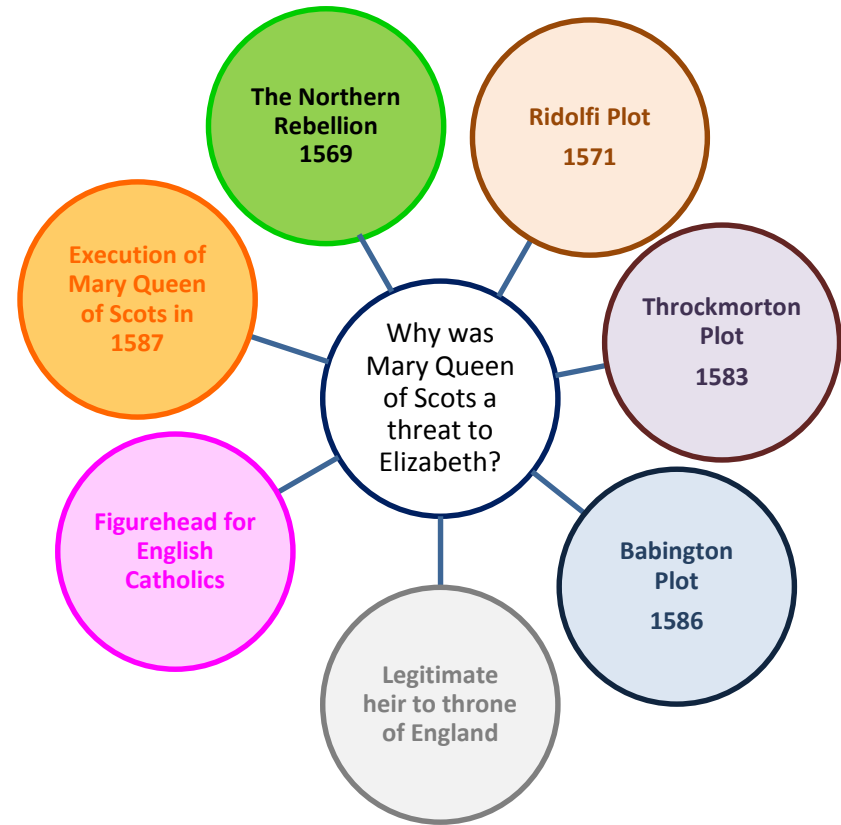 Why was
Mary Queen
of Scots a
threat to
Elizabeth?
The Northern
Rebellion
1569
Ridolfi Plot
1571
Throckmorton
Plot
1583
Babington
Plot
1586
Legitimate
heir to throne
of England
Figurehead for
English
Catholics
Execution of
Mary Queen
of Scots in
1587